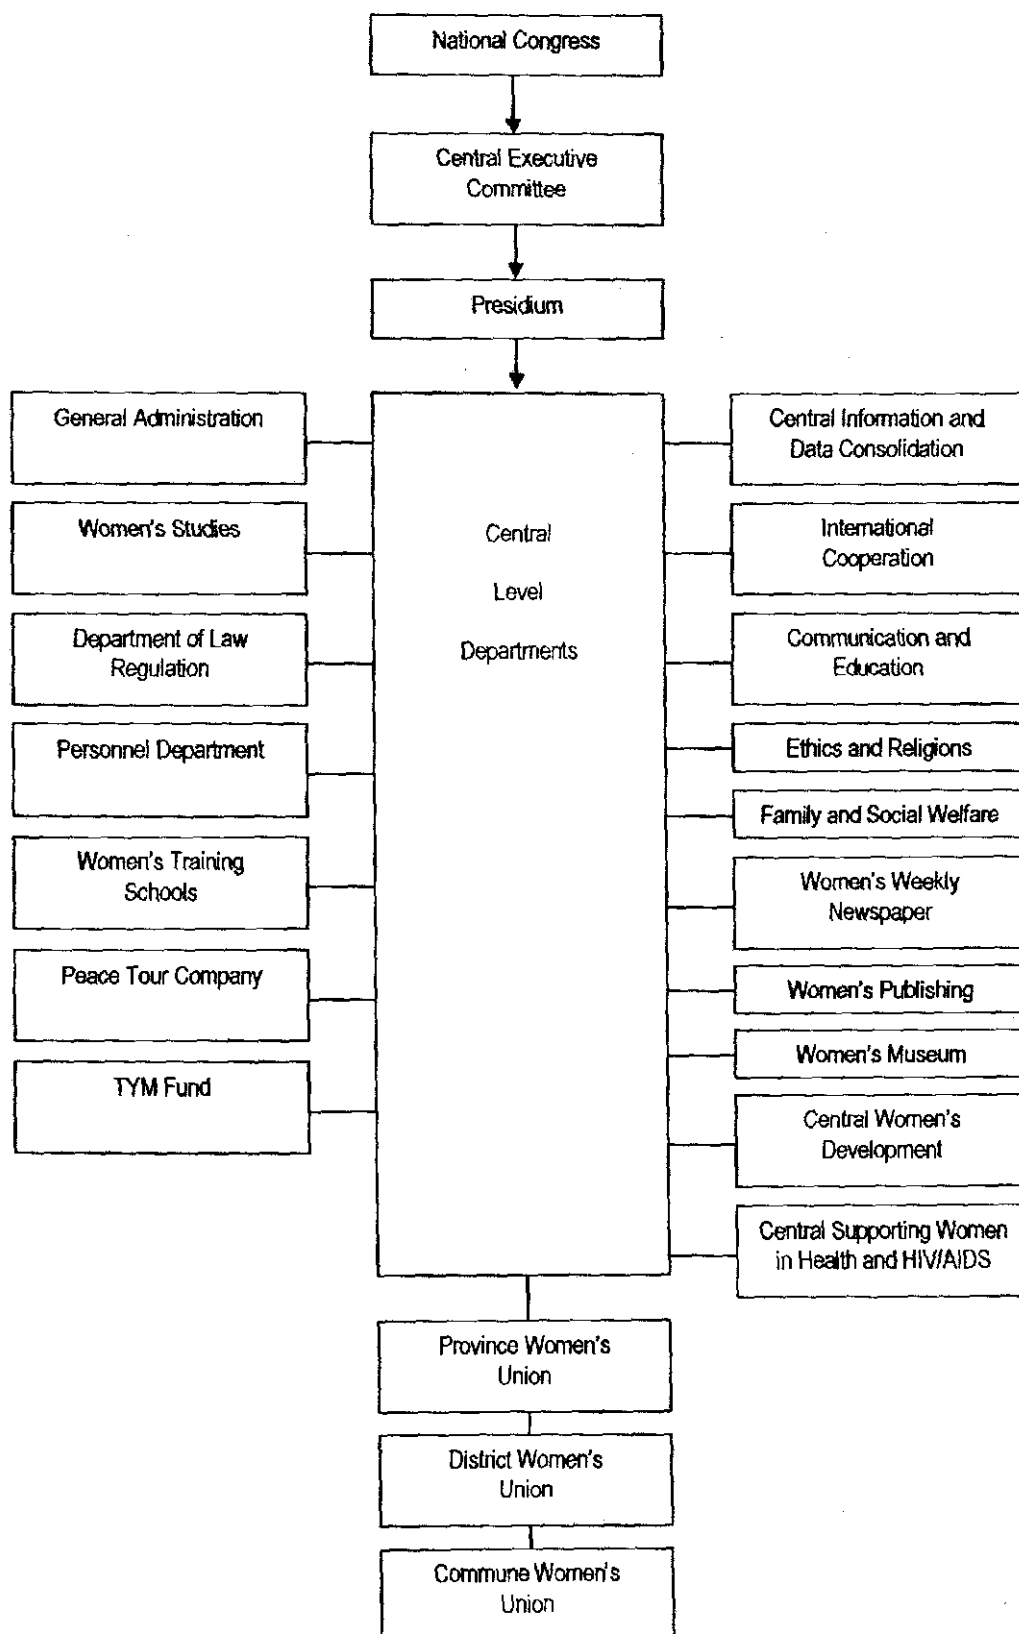 National Congress
Central Executive
Committee
Presidium
General Administration
Women's Studies
Department of Law
Regulation
Personnel Department
Women's Training
Schools
Peace Tour Company
TYM Fund
Central
Level
Departments
Central Information and
Data Consolidation
International
Cooperation
Communication and
Education
Ethics and Religions
Family and Social Welfare
Women's Weekly
Newspaper
Women's Publishing
Women's Museum
Central Women's
Development
Central Supporting Women
in Health and HIV/AIDS
Province Women's
Union
District Women's
Union
Commune Women's
Union